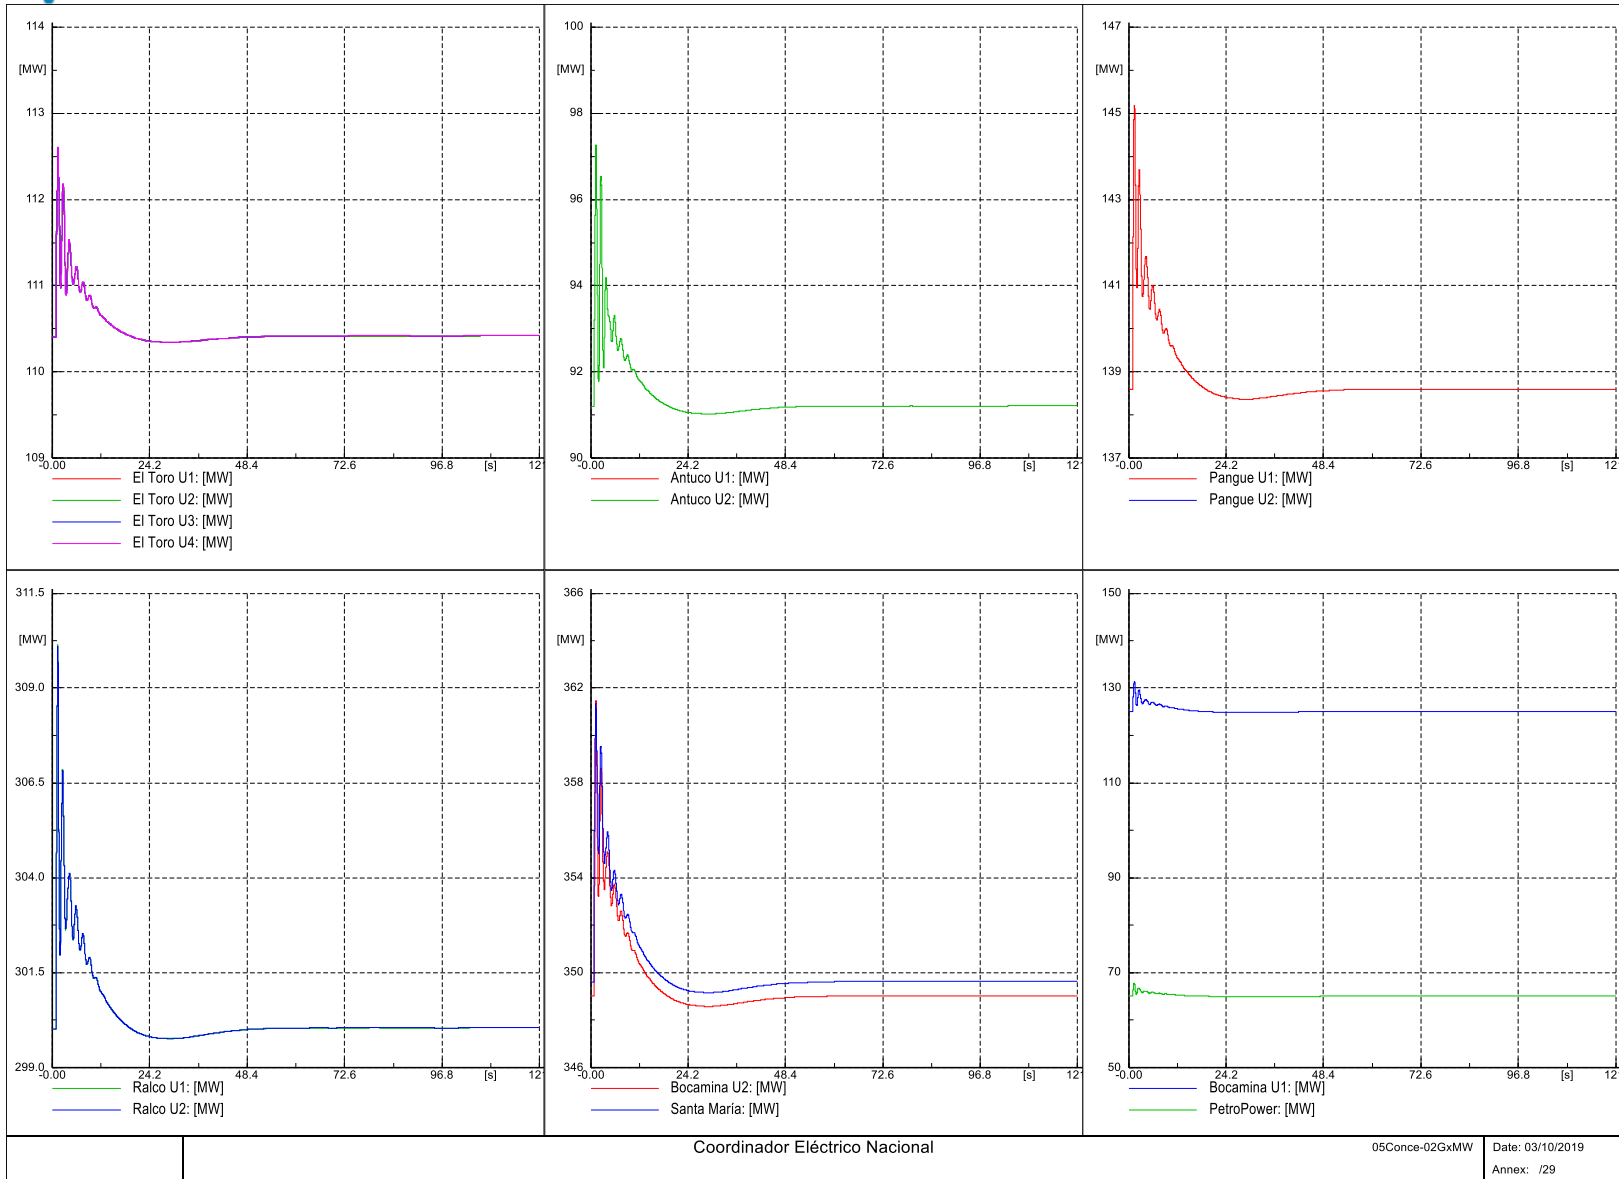 114
[MW]
113
112
111
110
109
-0.00 24.2 48.4 72.6 96.8 [s] 12
El Toro U1: [MW]
El Toro U2: [MW]
El Toro U3: [MW]
El Toro U4: [MW]
100
[MW]
98
96
94
92
90
-0.00 24.2 48.4 72.6 96.8 [s] 12
Antuco U1: [MW]
Antuco U2: [MW]
147
[MW]
145
143
141
139
137
-0.00 24.2 48.4 72.6 96.8 [s] 12
Pangue U1: [MW]
Pangue U2: [MW]
311.5
[MW]
309.0
306.5
304.0
301.5
299.0
-0.00 24.2 48.4 72.6 96.8 [s] 12
Ralco U1: [MW]
Ralco U2: [MW]
366
[MW]
362
358
354
350
346
-0.00 24.2 48.4 72.6 96.8 [s] 12
Bocamina U2: [MW]
Santa María: [MW]
150
[MW]
130
110
90
70
50
-0.00 24.2 48.4 72.6 96.8 [s] 12
Bocamina U1: [MW]
PetroPower: [MW]
Coordinador Eléctrico Nacional
05Conce-02GxMW
Date: 03/10/2019
Annex: /29